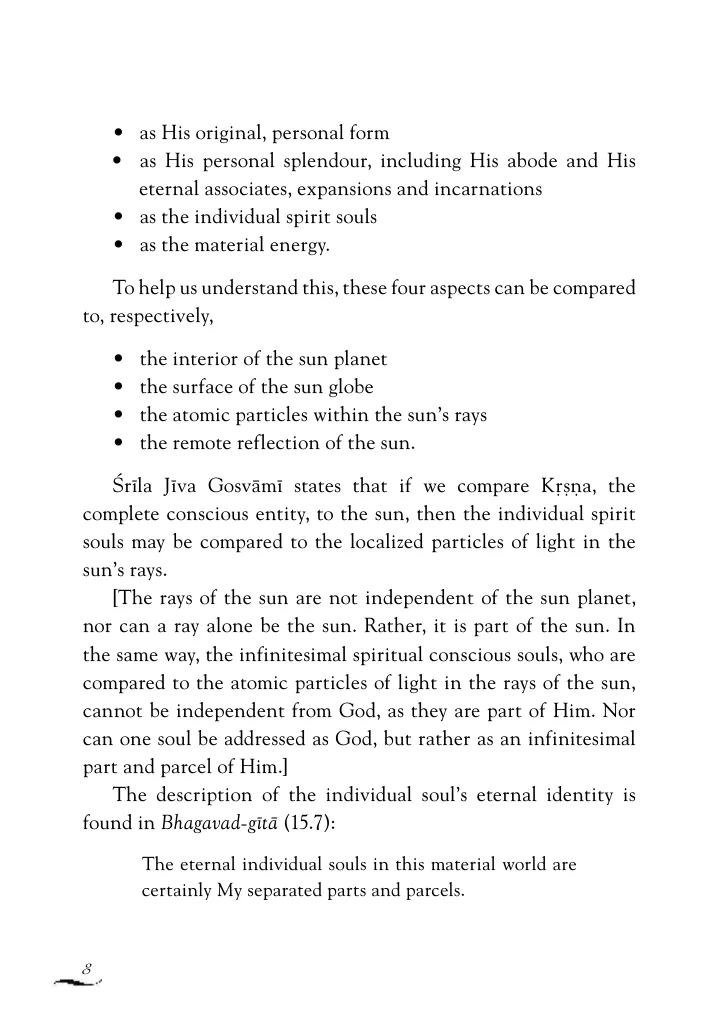 • as His original, personal form
• as His personal splendour, including His abode and His
eternal associates, expansions and incarnations
• as the individual spirit souls
• as the material energy.
To help us understand this, these four aspects can be compared
to, respectively,
• the interior of the sun planet
• the surface of the sun globe
• the atomic particles within the sun's rays
• the remote reflection of the sun.
Śrīla Jīva Gosvāmī states that if we compare Kṛṣṇa, the
complete conscious entity, to the sun, then the individual spirit
souls may be compared to the localized particles of light in the
sun's rays.
[The rays of the sun are not independent of the sun planet,
nor can a ray alone be the sun. Rather, it is part of the sun. In
the same way, the infinitesimal spiritual conscious souls, who are
compared to the atomic particles of light in the rays of the sun,
cannot be independent from God, as they are part of Him. Nor
can one soul be addressed as God, but rather as an infinitesimal
part and parcel of Him.]
The description of the individual soul's eternal identity is
found in Bhagavad-gītā (15.7):
The eternal individual souls in this material world are
certainly My separated parts and parcels.
8